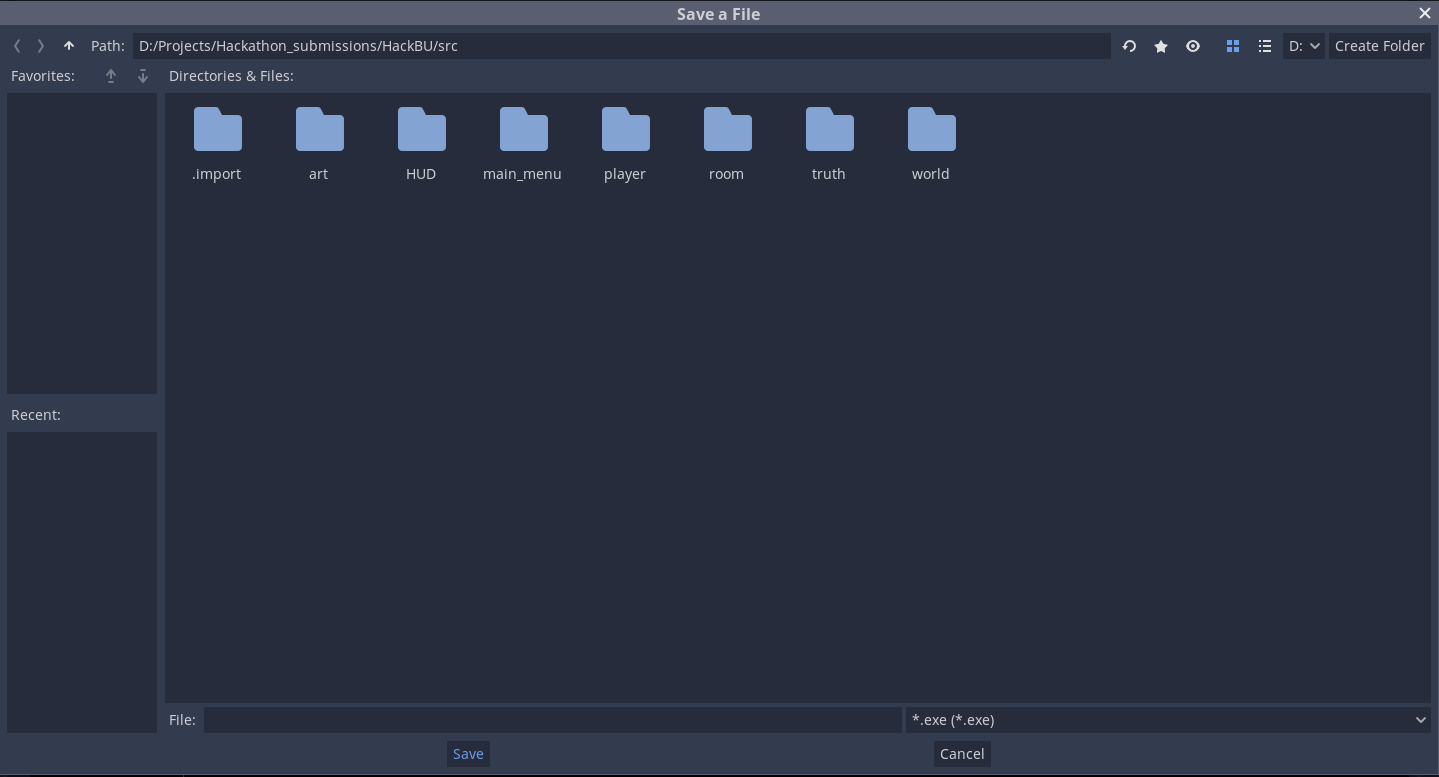 Save a File
Path: D:/Projects/Hackathon_submissions/HackBU/src D: Create Folder
Favorites: Directories & Files:
.import art HUD main_menu player room truth world
Recent:
File: *.exe (*.exe)
Save Cancel